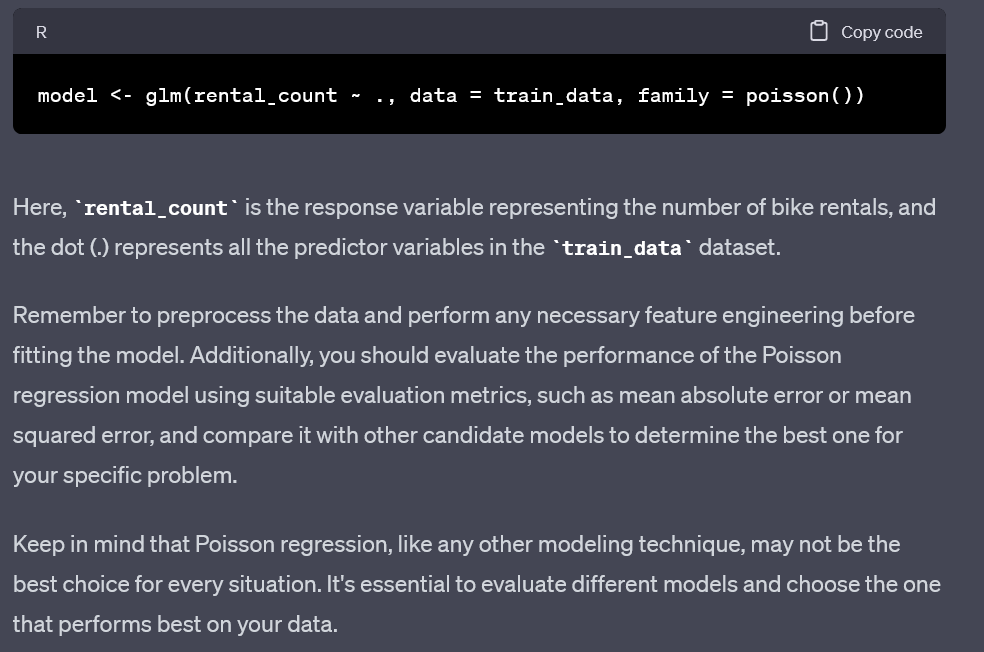 R
Copy code
model <- glm(rental_count ~ ., data = train_data, family = poisson())
Here, `rental_count` is the response variable representing the number of bike rentals, and
the dot (.) represents all the predictor variables in the `train_data` dataset.
Remember to preprocess the data and perform any necessary feature engineering before
fitting the model. Additionally, you should evaluate the performance of the Poisson
regression model using suitable evaluation metrics, such as mean absolute error or mean
squared error, and compare it with other candidate models to determine the best one for
your specific problem.
Keep in mind that Poisson regression, like any other modeling technique, may not be the
best choice for every situation. It's essential to evaluate different models and choose the one
that performs best on your data.